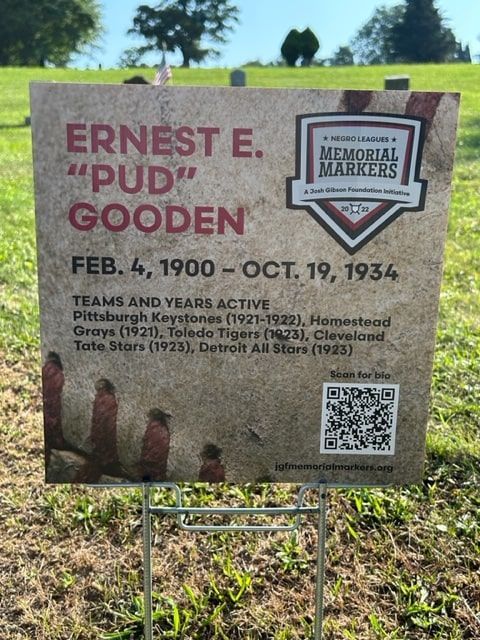 ERNEST E.
"PUD"
GOODEN
★ NEGRO LEAGUES ★
MEMORIAL
MARKERS
A Josh Gibson Foundation Initiative
20 22
FEB. 4, 1900 – OCT. 19, 1934
TEAMS AND YEARS ACTIVE
Pittsburgh Keystones (1921-1922), Homestead
Grays (1921), Toledo Tigers (1923), Cleveland
Tate Stars (1923), Detroit All Stars (1923)
Scan for bio
jgfmemorialmarkers.org